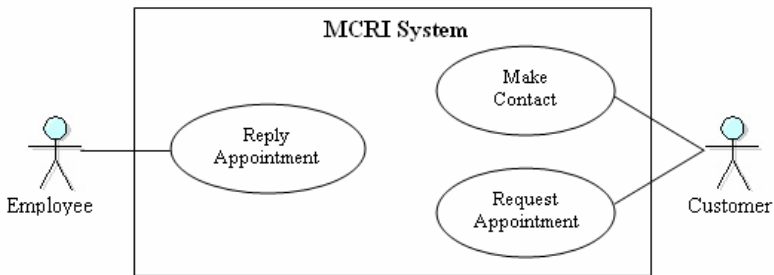 MCRI System
Make
Contact
Reply
Appointment
Employee
Request
Appointment
Customer